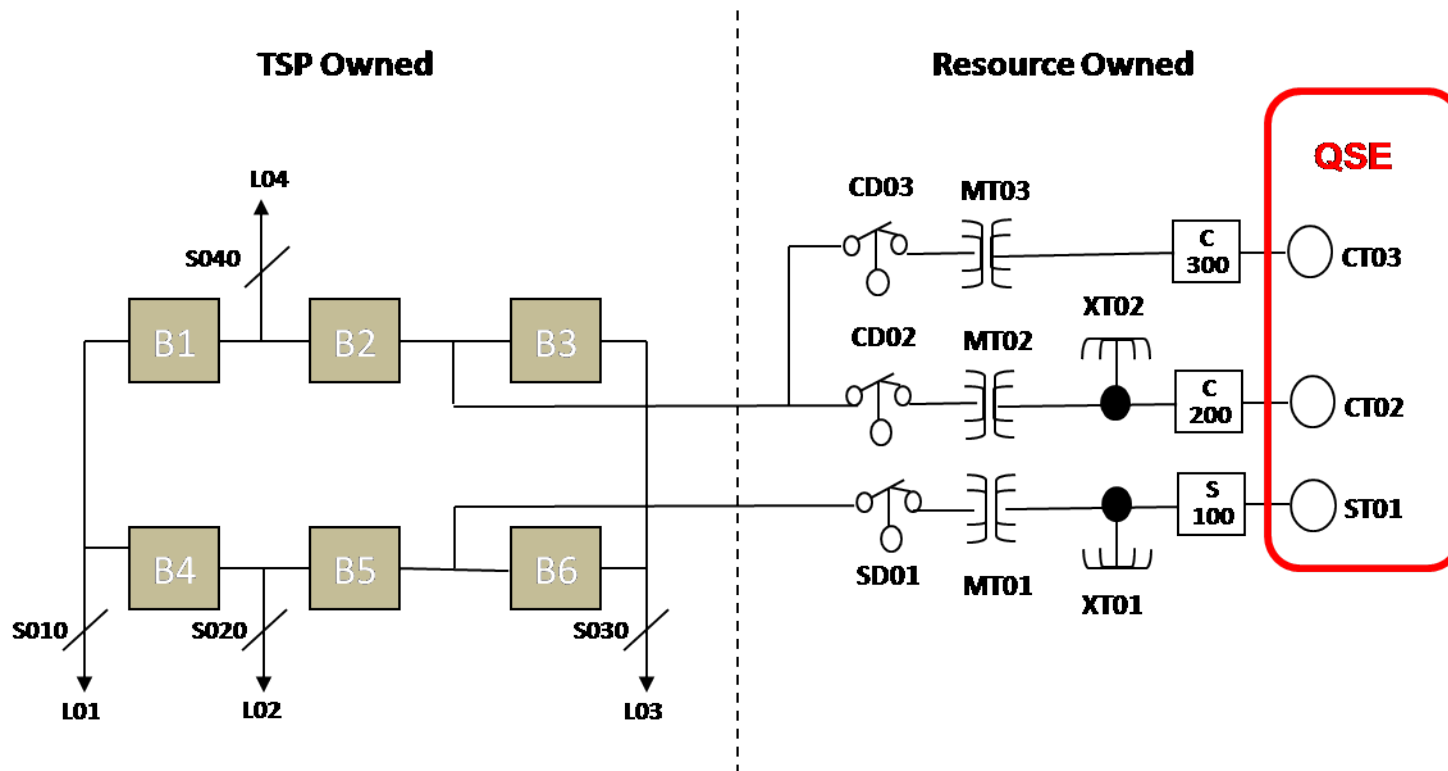 TSP Owned
Resource Owned
QSE
L04
CD03
MT03
S040
C
300
CT03
XT02
B1
B2
B3
CD02
MT02
C
200
CT02
S
100
ST01
B4
B5
B6
SD01
MT01
XT01
S010
S020
S030
L01
L02
L03